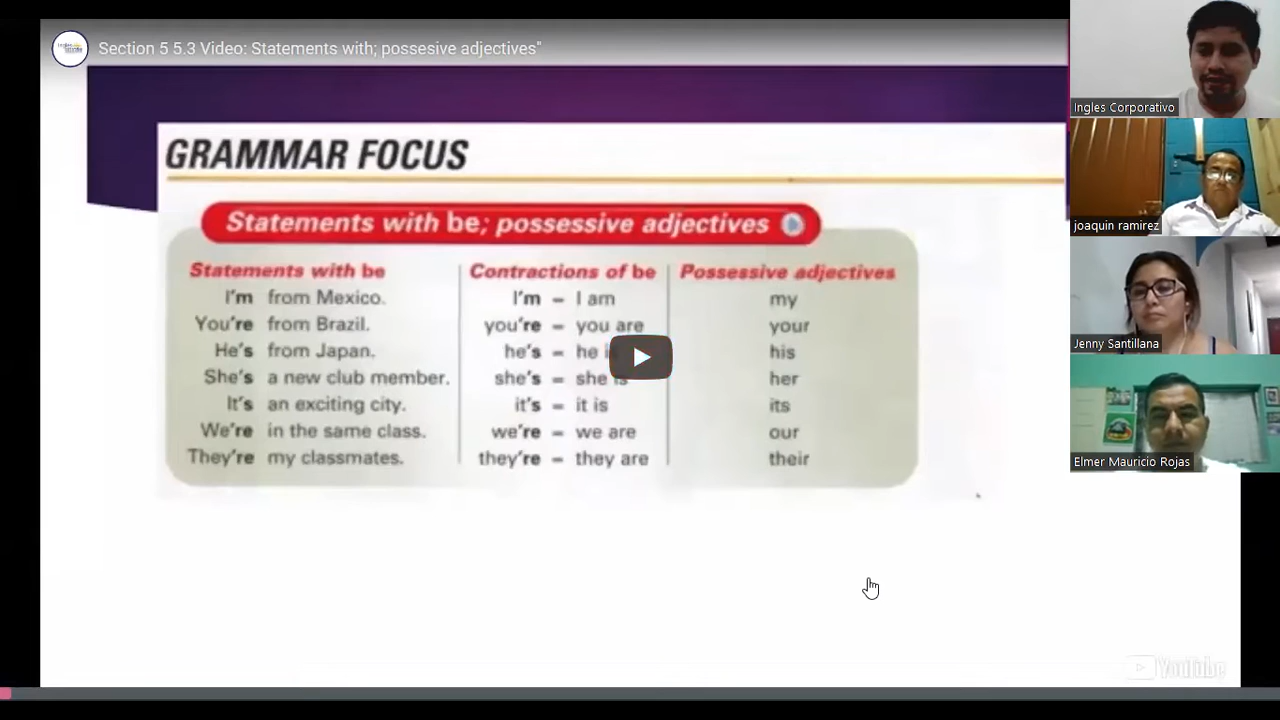 Section 5 5.3 Video: Statements with; possesive adjectives"
GRAMMAR FOCUS
Statements with be; possessive adjectives
Statements with be Contractions of be Possessive adjectives
I'm from Mexico. I'm = I am my
You're from Brazil. you're = you are your
He's from Japan. he's = he his
She's a new club member. she's = she is her
It's an exciting city. it's = it is its
We're in the same class. we're = we are our
They're my classmates. they're = they are their
YouTube
Ingles Corporativo
joaquin ramirez
Jenny Santillana
Elmer Mauricio Rojas